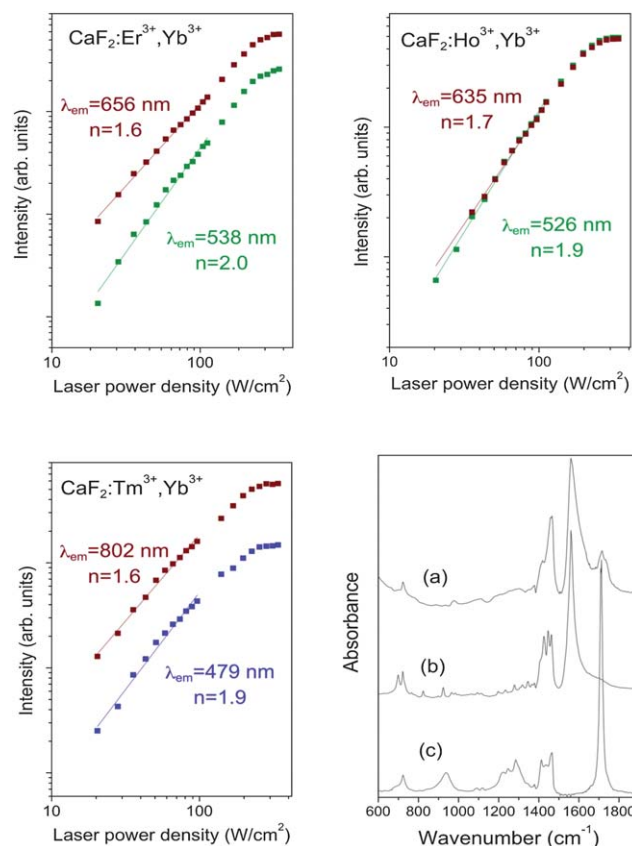 CaF₂:Er³⁺,Yb³⁺
λem=656 nm
n=1.6
λem=538 nm
n=2.0
Intensity (arb. units)
10
100
Laser power density (W/cm²)
CaF₂:Ho³⁺,Yb³⁺
λem=635 nm
n=1.7
λem=526 nm
n=1.9
Intensity (arb. units)
10
100
Laser power density (W/cm²)
CaF₂:Tm³⁺,Yb³⁺
λem=802 nm
n=1.6
λem=479 nm
n=1.9
Intensity (arb. units)
10
100
Laser power density (W/cm²)
(a)
(b)
(c)
Absorbance
600 800 1000 1200 1400 1600 1800
Wavenumber (cm⁻¹)